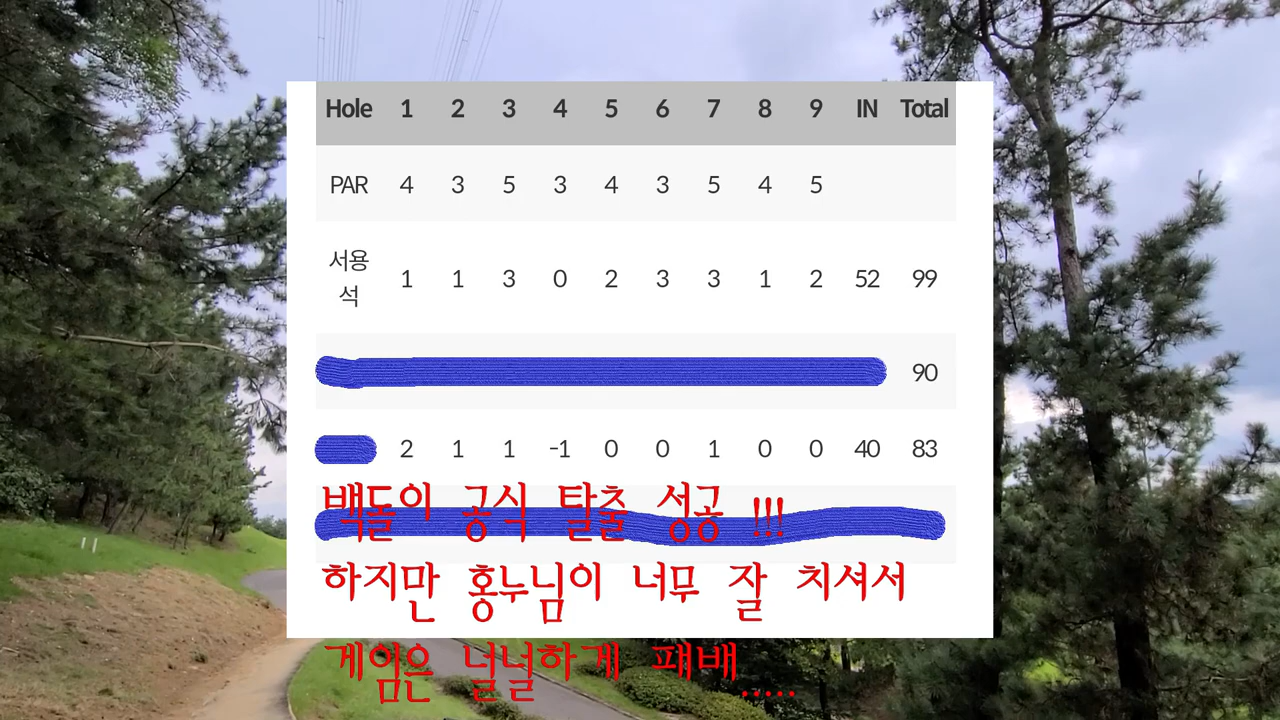 Hole 1 2 3 4 5 6 7 8 9 IN Total
PAR 4 3 5 3 4 3 5 4 5
서용
석 1 1 3 0 2 3 3 1 2 52 99
90
2 1 1 -1 0 0 1 0 0 40 83
백돌이 공식 탈출 성공 !!!
하지만 홍누님이 너무 잘 치셔서
게임은 널널하게 패배.....